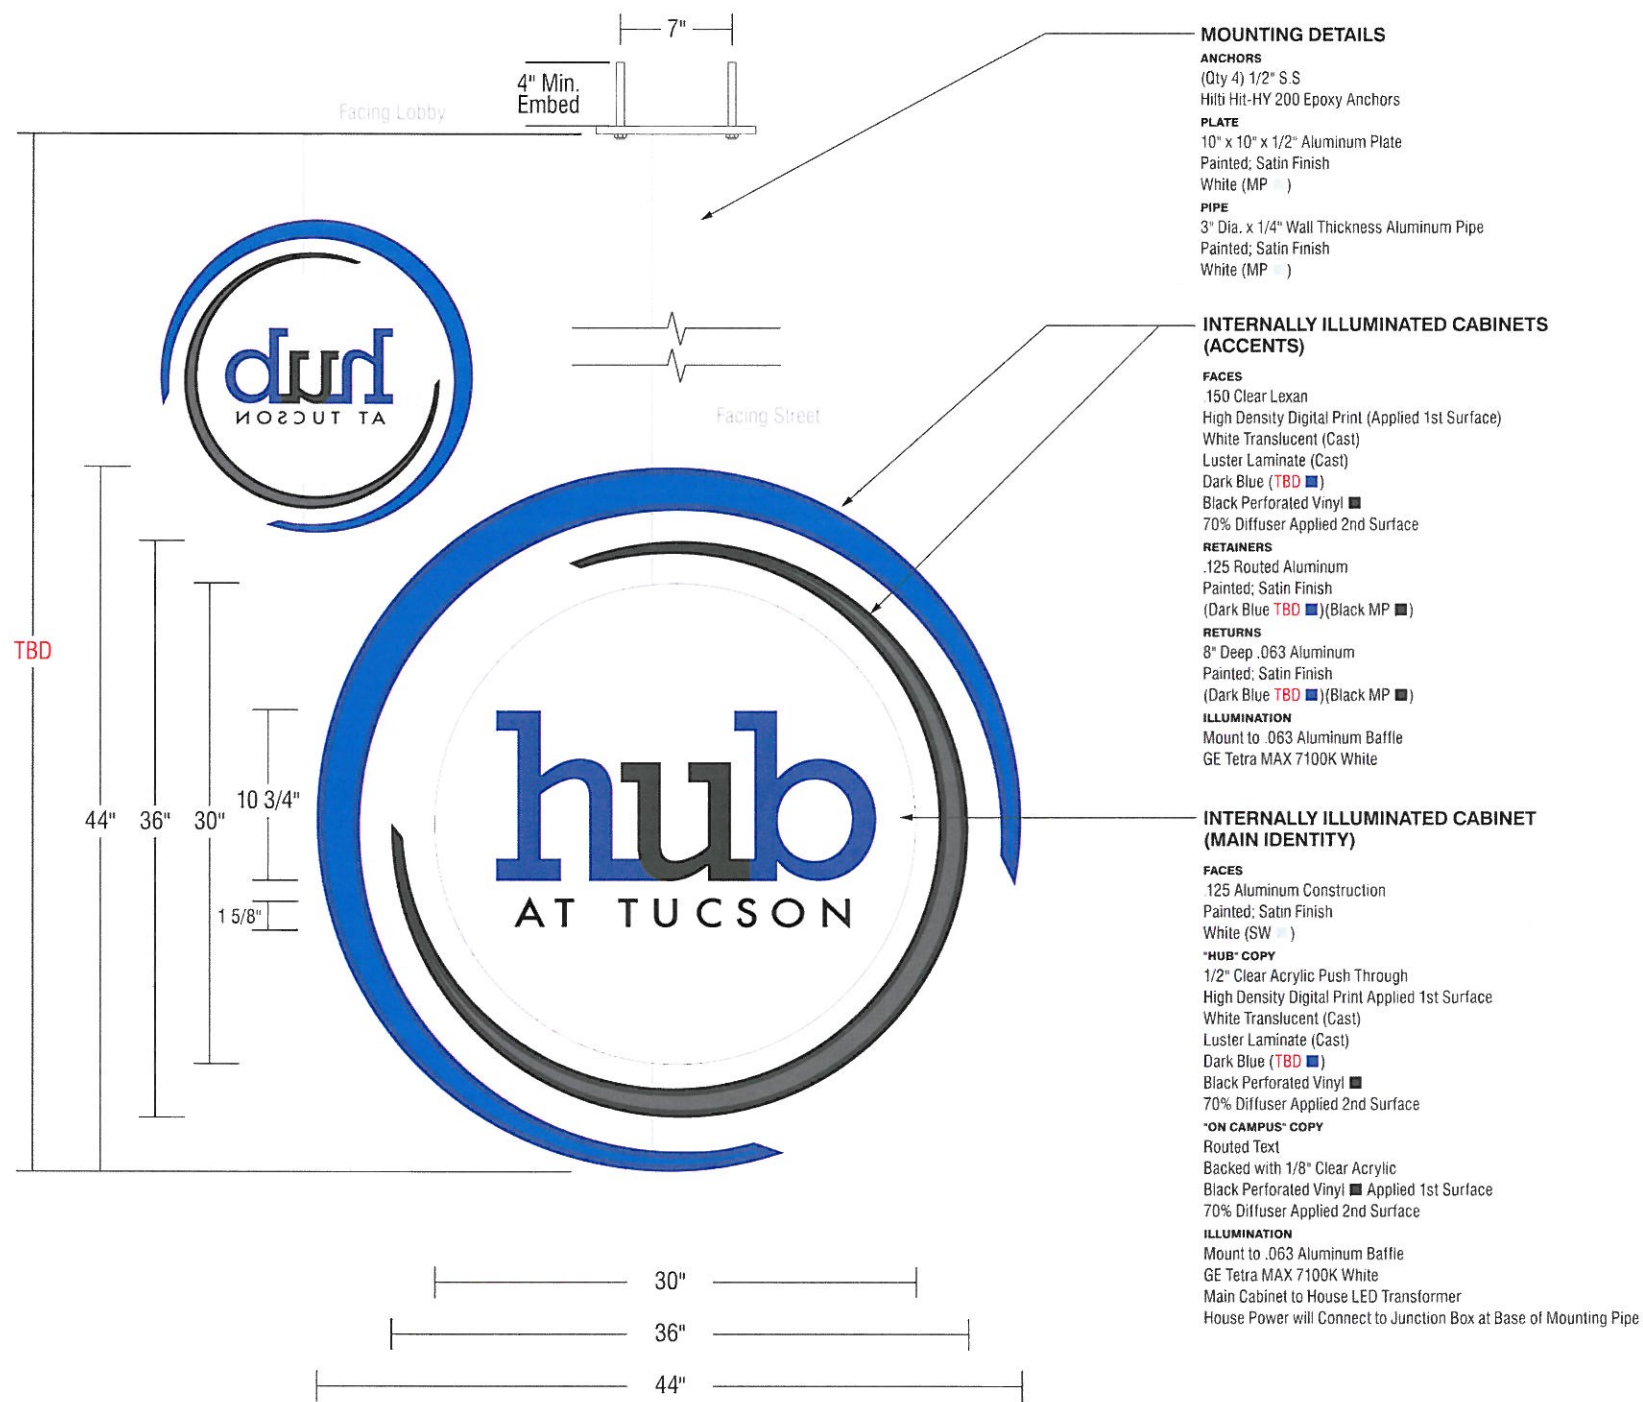 7"
4" Min.
Embed
Facing Lobby
hub
AT TUCSON
Facing Street
TBD
44"
36"
30"
10 3/4"
1 5/8"
hub
AT TUCSON
30"
36"
44"
MOUNTING DETAILS
ANCHORS
(Qty 4) 1/2" S.S
Hilti Hit-HY 200 Epoxy Anchors
PLATE
10" x 10" x 1/2" Aluminum Plate
Painted; Satin Finish
White (MP )
PIPE
3" Dia. x 1/4" Wall Thickness Aluminum Pipe
Painted; Satin Finish
White (MP )
INTERNALLY ILLUMINATED CABINETS
(ACCENTS)
FACES
.150 Clear Lexan
High Density Digital Print (Applied 1st Surface)
White Translucent (Cast)
Luster Laminate (Cast)
Dark Blue (TBD )
Black Perforated Vinyl
70% Diffuser Applied 2nd Surface
RETAINERS
.125 Routed Aluminum
Painted; Satin Finish
(Dark Blue TBD )(Black MP )
RETURNS
8" Deep .063 Aluminum
Painted; Satin Finish
(Dark Blue TBD )(Black MP )
ILLUMINATION
Mount to .063 Aluminum Baffle
GE Tetra MAX 7100K White
INTERNALLY ILLUMINATED CABINET
(MAIN IDENTITY)
FACES
.125 Aluminum Construction
Painted; Satin Finish
White (SW )
"HUB" COPY
1/2" Clear Acrylic Push Through
High Density Digital Print Applied 1st Surface
White Translucent (Cast)
Luster Laminate (Cast)
Dark Blue (TBD )
Black Perforated Vinyl
70% Diffuser Applied 2nd Surface
"ON CAMPUS" COPY
Routed Text
Backed with 1/8" Clear Acrylic
Black Perforated Vinyl Applied 1st Surface
70% Diffuser Applied 2nd Surface
ILLUMINATION
Mount to .063 Aluminum Baffle
GE Tetra MAX 7100K White
Main Cabinet to House LED Transformer
House Power will Connect to Junction Box at Base of Mounting Pipe